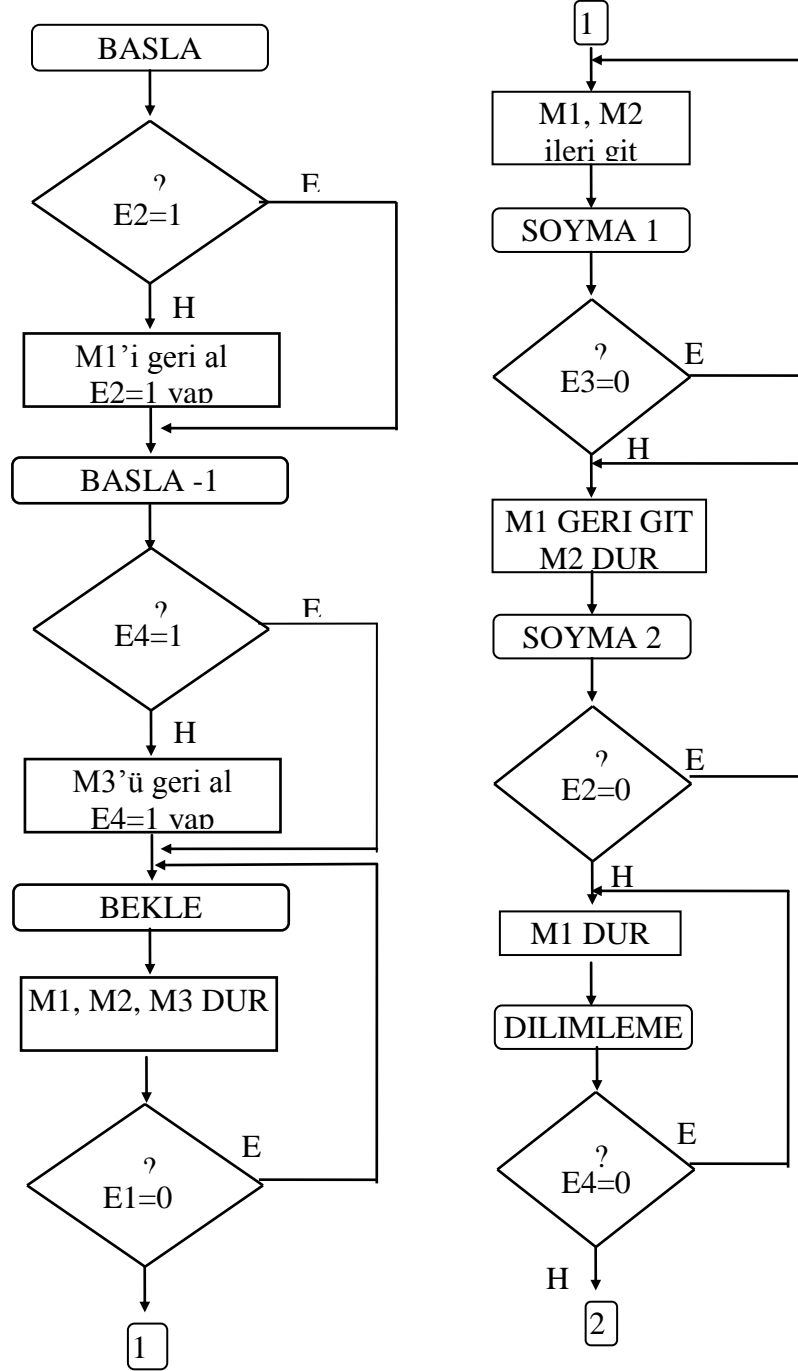 BASLA
?
E2=1
E
H
M1’i geri al
E2=1 yap
BASLA -1
?
E4=1
E
H
M3’ü geri al
E4=1 yap
BEKLE
M1, M2, M3 DUR
?
E1=0
E
1
1
M1, M2
ileri git
SOYMA 1
?
E3=0
E
H
M1 GERI GIT
M2 DUR
SOYMA 2
?
E2=0
E
H
M1 DUR
DILIMLEME
?
E4=0
E
H
2